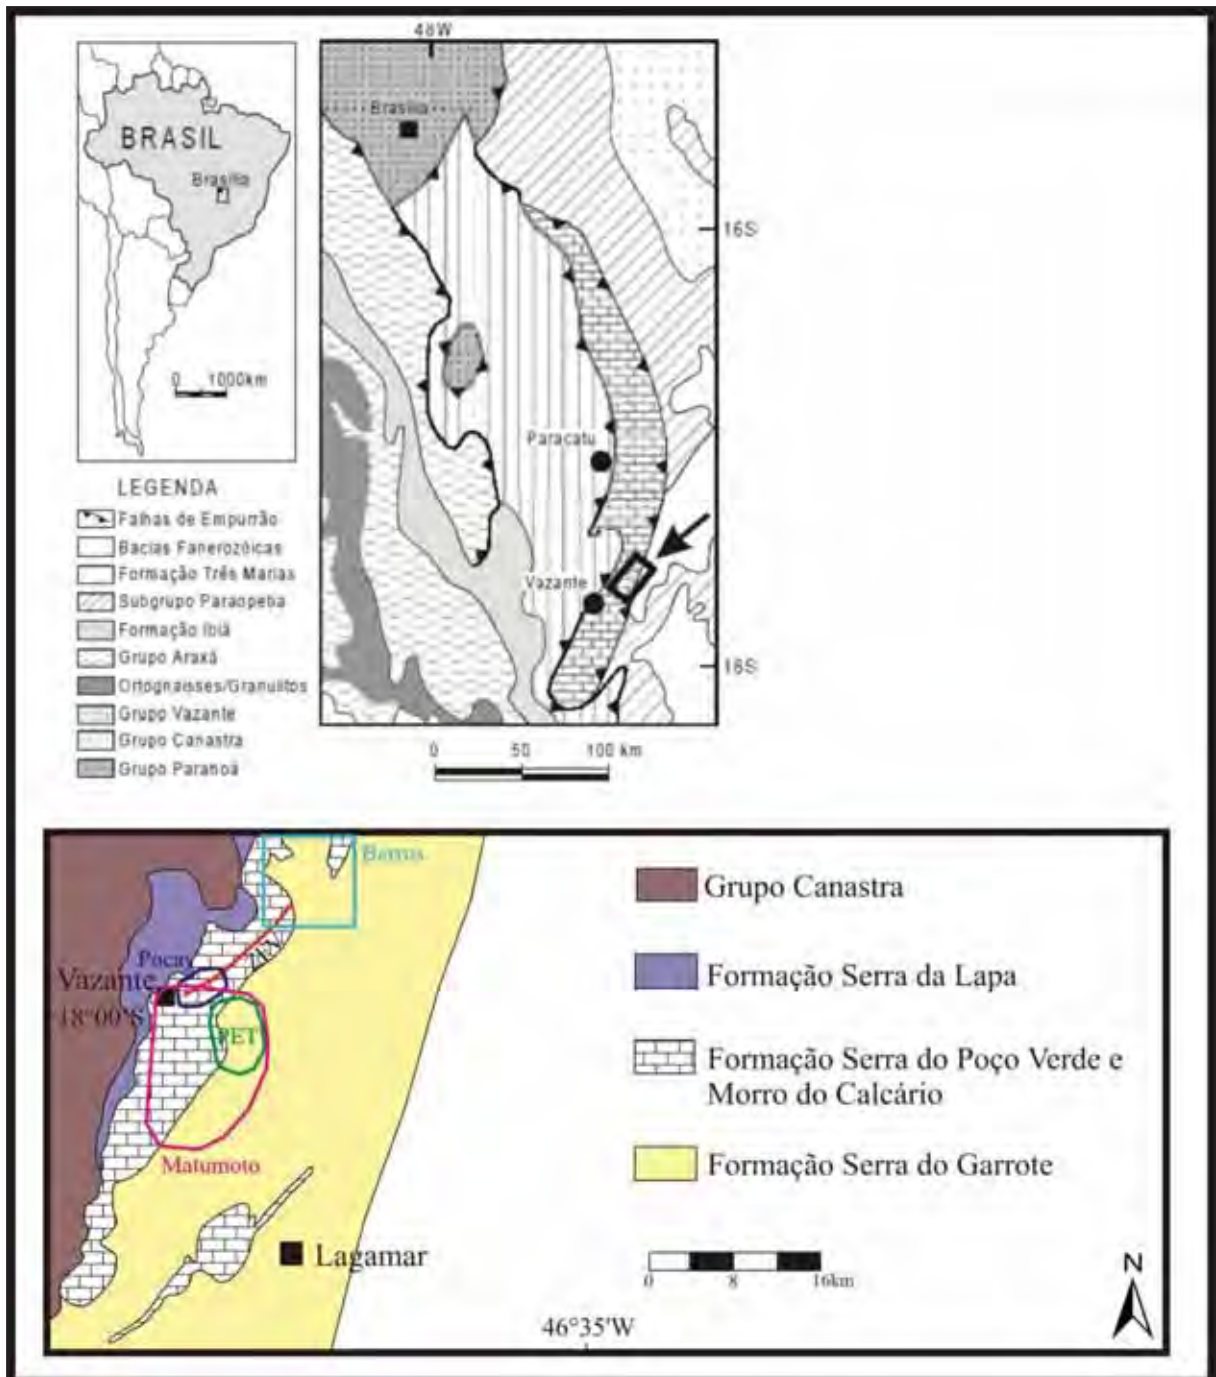 BRASIL
Brasília
0 1000km
48W
Brasília
16S
Paracatu
Vazante
18S
0 50 100 km
LEGENDA
Falhas de Empurrão
Bacias Fanerozóicas
Formação Três Marias
Subgrupo Paraopeba
Formação Ibiá
Grupo Araxá
Ortognaisses/Granulitos
Grupo Vazante
Grupo Canastra
Grupo Paranoá
Barros
Pocay
Vazante
18°00'S
PET
Matumoto
Lagamar
46°35'W
Grupo Canastra
Formação Serra da Lapa
Formação Serra do Poço Verde e
Morro do Calcário
Formação Serra do Garrote
0 8 16km
N